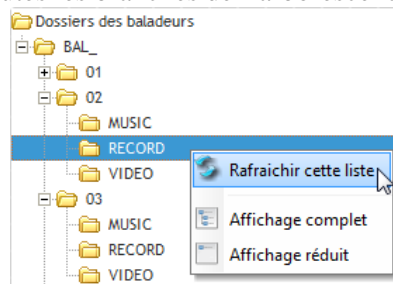 Dossiers des baladeurs
BAL_
01
02
MUSIC
RECORD
VIDEO
03
MUSIC
RECORD
VIDEO
Rafraichir cette liste
Affichage complet
Affichage réduit